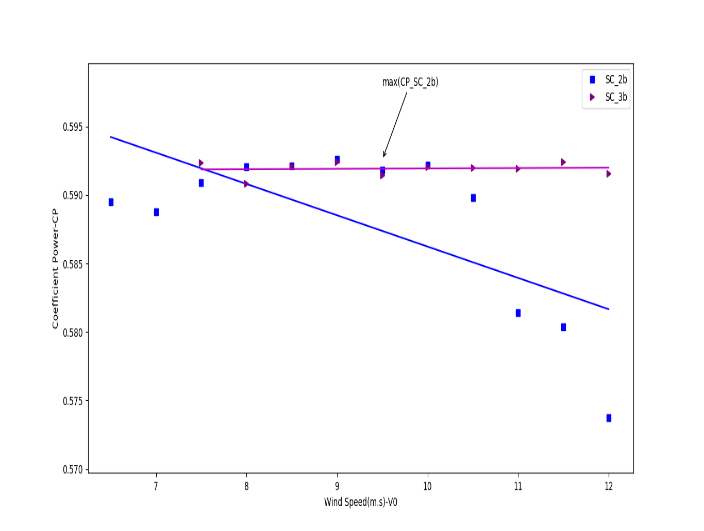 max(CP_SC_2b)
SC_2b
SC_3b
0.595
0.590
0.585
0.580
0.575
0.570
Coefficient Power-CP
7 8 9 10 11 12
Wind Speed(m.s)-V0